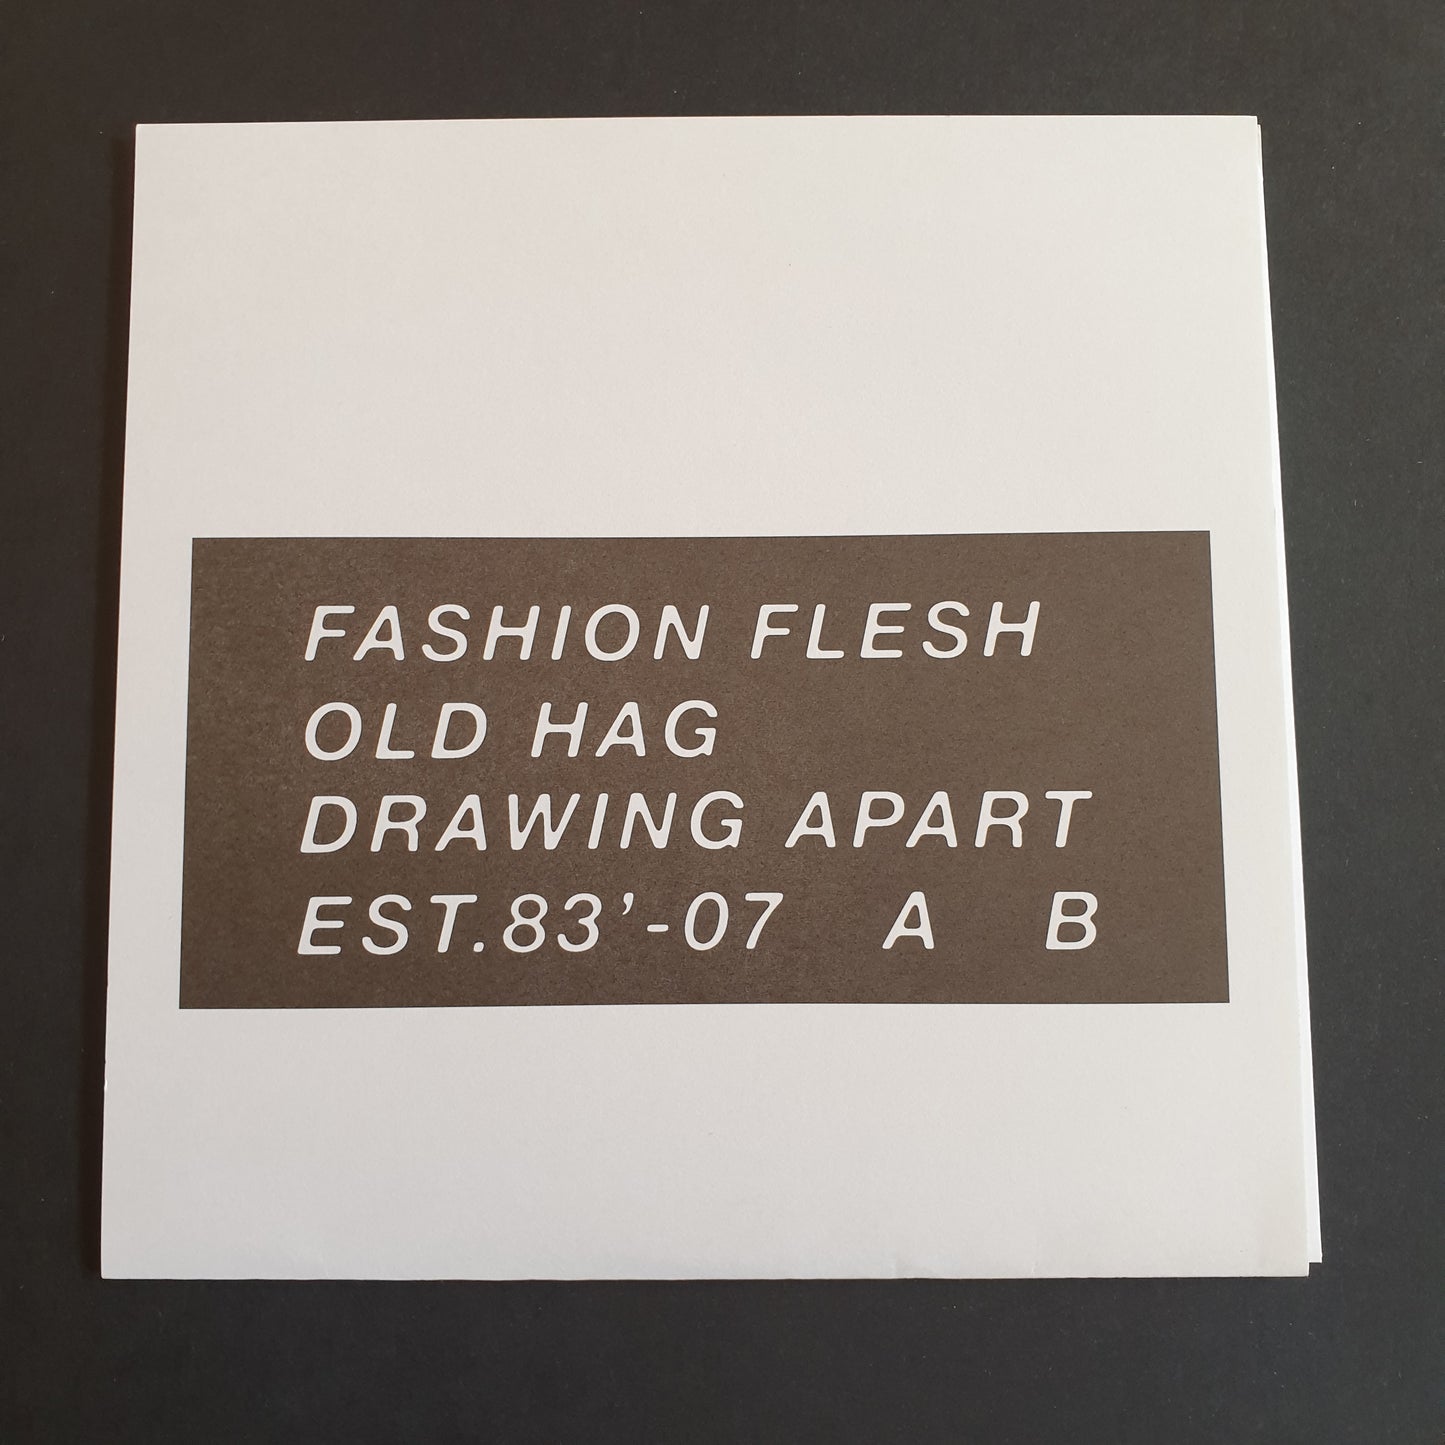 FASHION FLESH
OLD HAG
DRAWING APART
EST.83'-07 A B